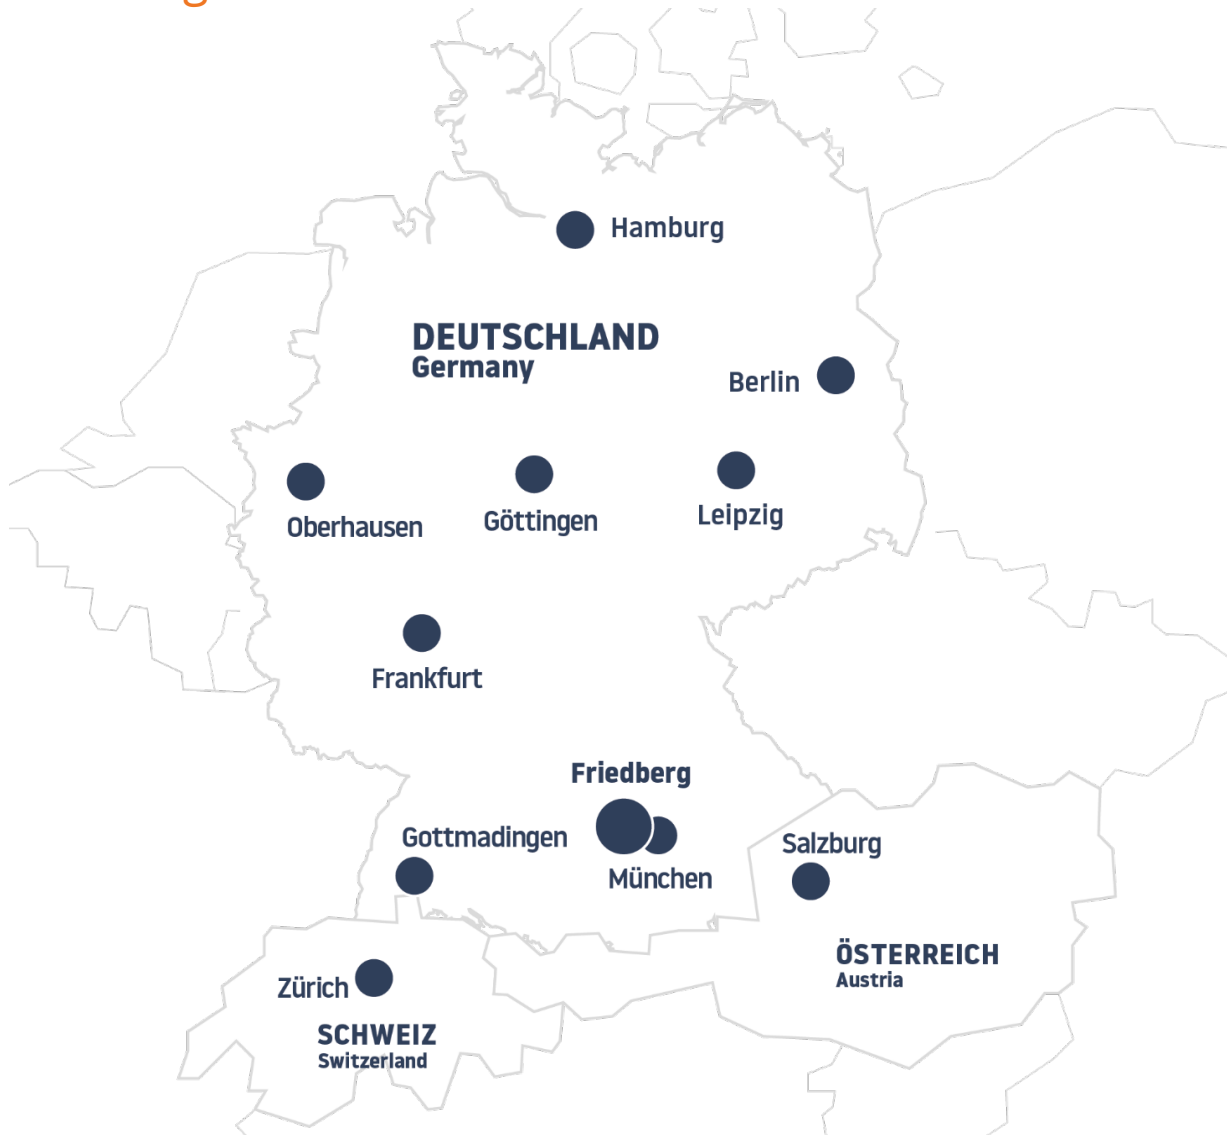 Hamburg
DEUTSCHLAND
Germany
Berlin
Oberhausen
Göttingen
Leipzig
Frankfurt
Friedberg
Gottmadingen
München
Salzburg
ÖSTERREICH
Austria
Zürich
SCHWEIZ
Switzerland